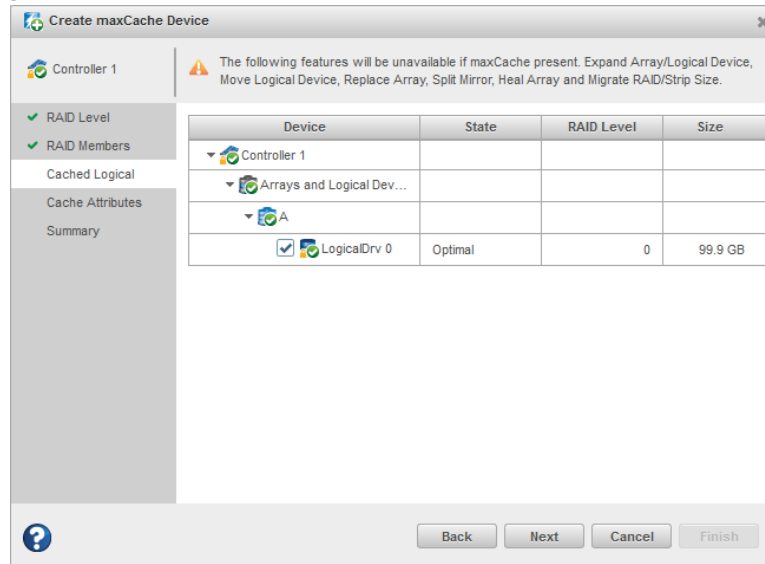 Create maxCache Device
Controller 1
The following features will be unavailable if maxCache present. Expand Array/Logical Device,
Move Logical Device, Replace Array, Split Mirror, Heal Array and Migrate RAID/Strip Size.
RAID Level
RAID Members
Cached Logical
Cache Attributes
Summary
Device State RAID Level Size
Controller 1
Arrays and Logical Dev...
A
LogicalDrv 0 Optimal 0 99.9 GB
Back Next Cancel Finish